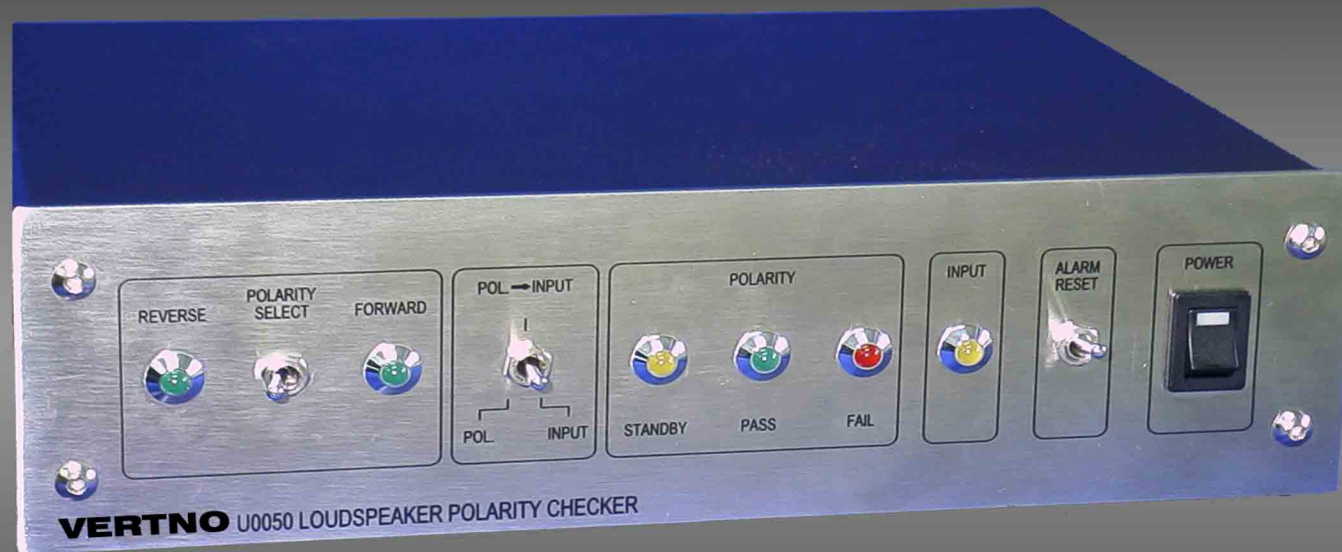 REVERSE
POLARITY
SELECT
FORWARD
POL. → INPUT
POL.
INPUT
POLARITY
STANDBY
PASS
FAIL
INPUT
ALARM
RESET
POWER
VERTNO U0050 LOUDSPEAKER POLARITY CHECKER